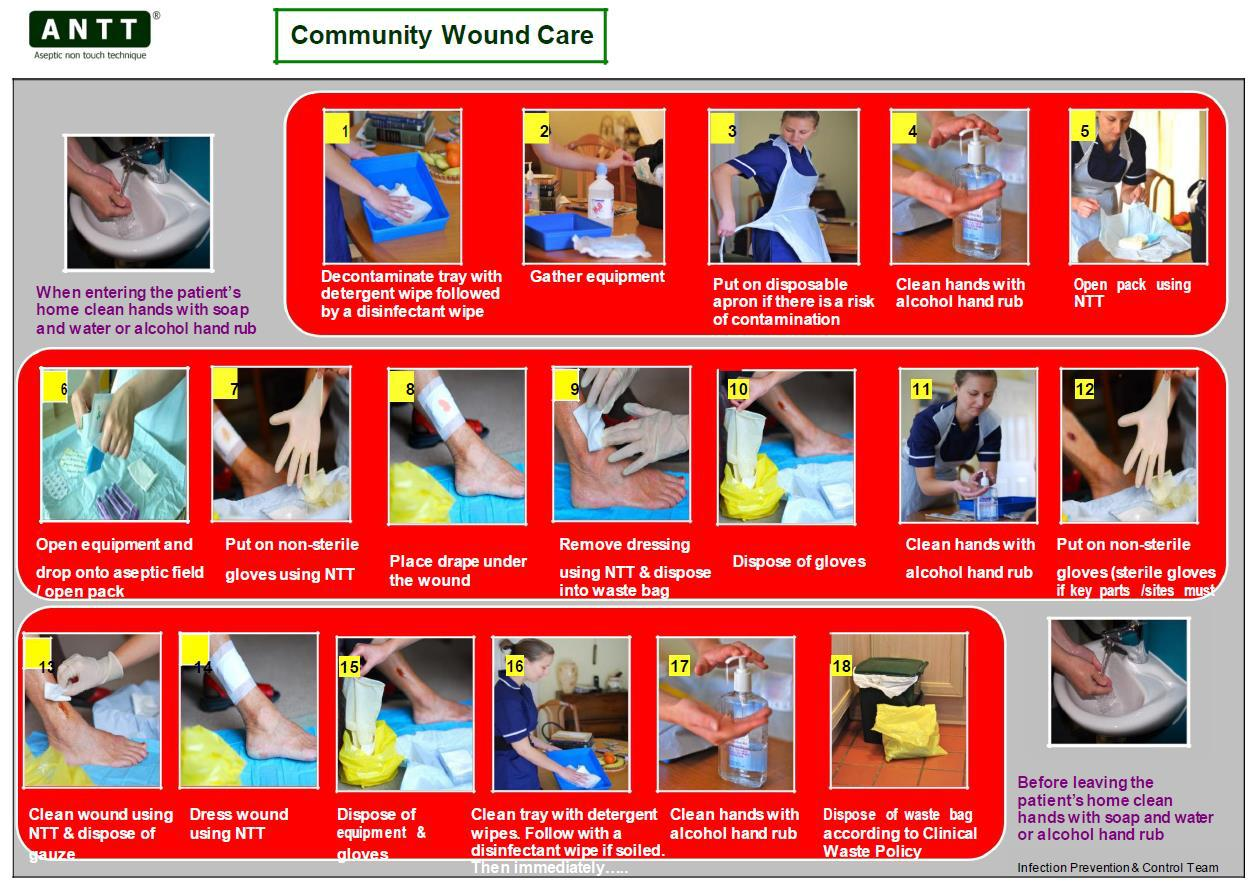 ANTT®
Aseptic non touch technique
Community Wound Care
When entering the patient's
home clean hands with soap
and water or alcohol hand rub
1
Decontaminate tray with
detergent wipe followed
by a disinfectant wipe
2
Gather equipment
3
Put on disposable
apron if there is a risk
of contamination
4
Clean hands with
alcohol hand rub
5
Open pack using
NTT
6
Open equipment and
drop onto aseptic field
/ open pack
7
Put on non-sterile
gloves using NTT
8
Place drape under
the wound
9
Remove dressing
using NTT & dispose
into waste bag
10
Dispose of gloves
11
Clean hands with
alcohol hand rub
12
Put on non-sterile
gloves (sterile gloves
if key parts /sites must
13
Clean wound using
NTT & dispose of
gauze
14
Dress wound
using NTT
15
Dispose of
equipment &
gloves
16
Clean tray with detergent
wipes. Follow with a
disinfectant wipe if soiled.
Then immediately…..
17
Clean hands with
alcohol hand rub
18
Dispose of waste bag
according to Clinical
Waste Policy
Before leaving the
patient's home clean
hands with soap and water
or alcohol hand rub
Infection Prevention & Control Team